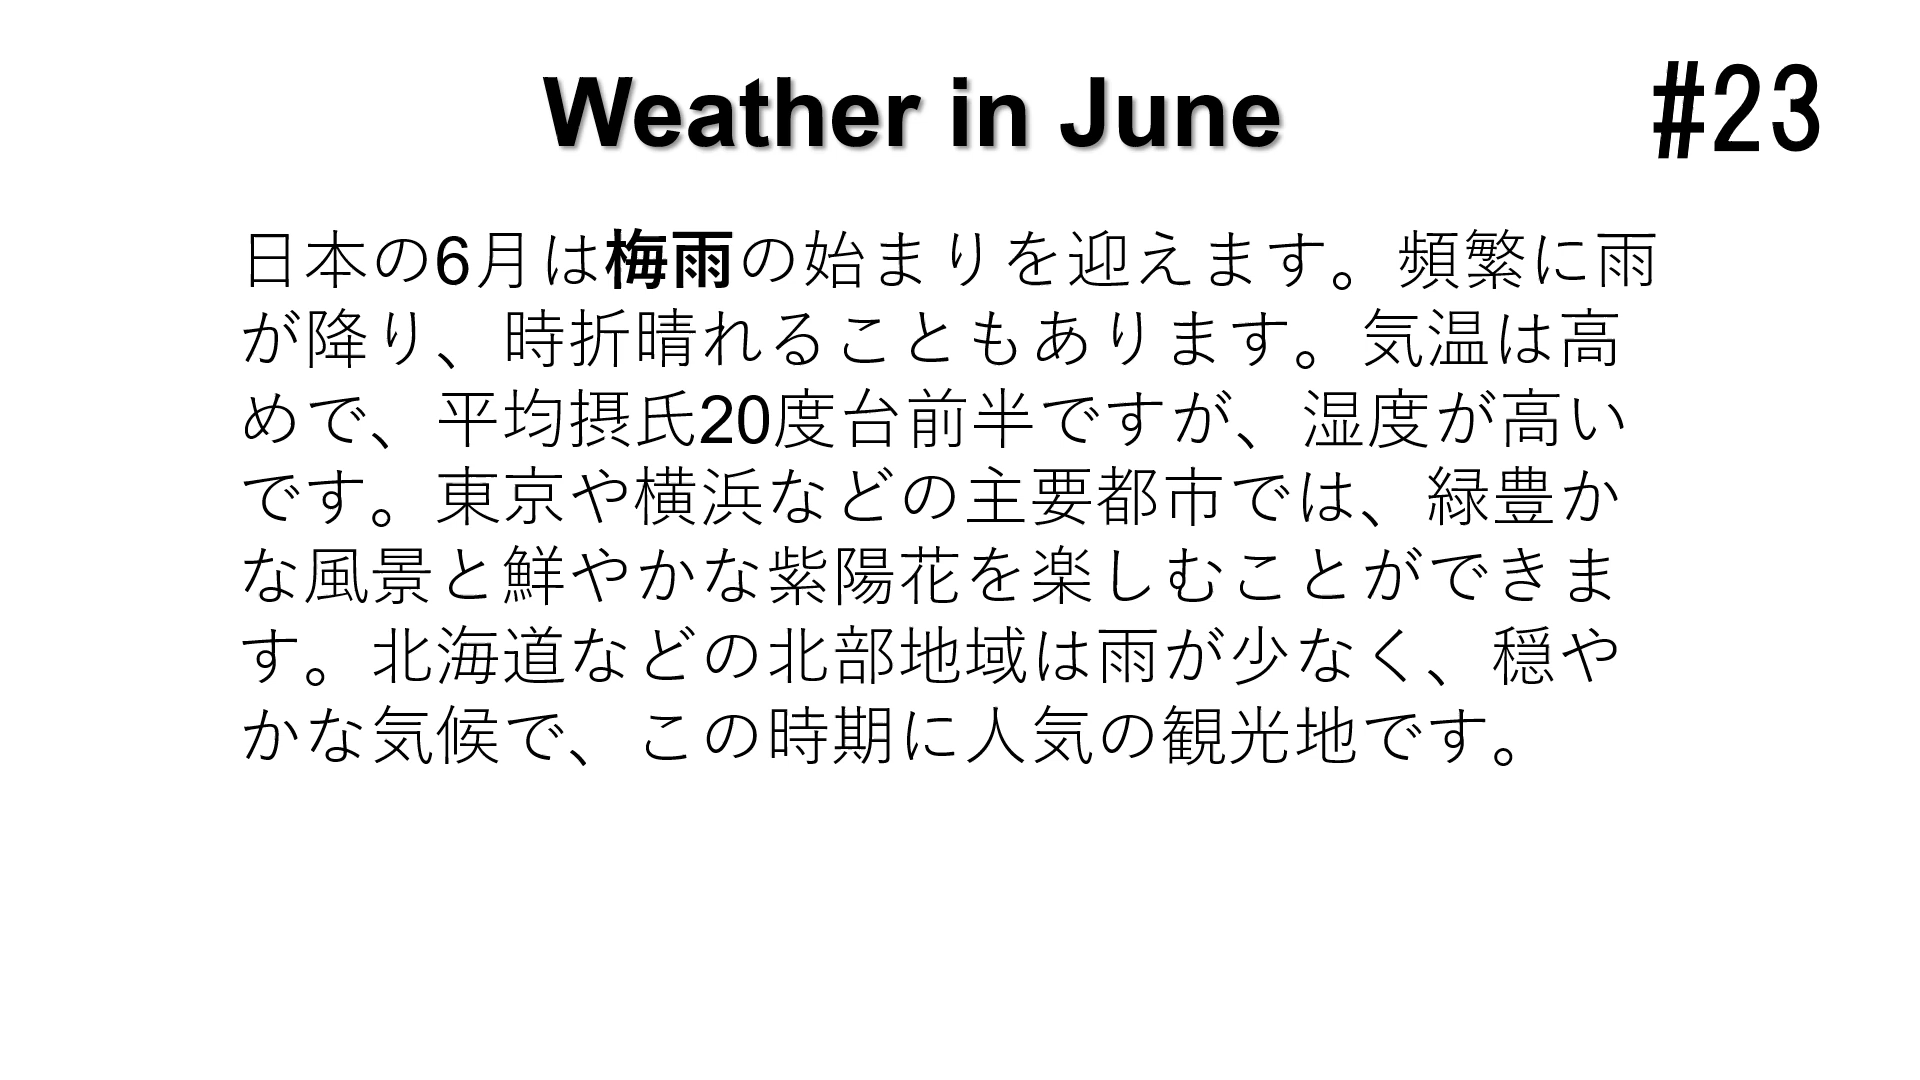 Weather in June
#23
日本の6月は梅雨の始まりを迎えます。頻繁に雨
が降り、時折晴れることもあります。気温は高
めで、平均摂氏20度台前半ですが、湿度が高い
です。東京や横浜などの主要都市では、緑豊か
な風景と鮮やかな紫陽花を楽しむことができま
す。北海道などの北部地域は雨が少なく、穏や
かな気候で、この時期に人気の観光地です。